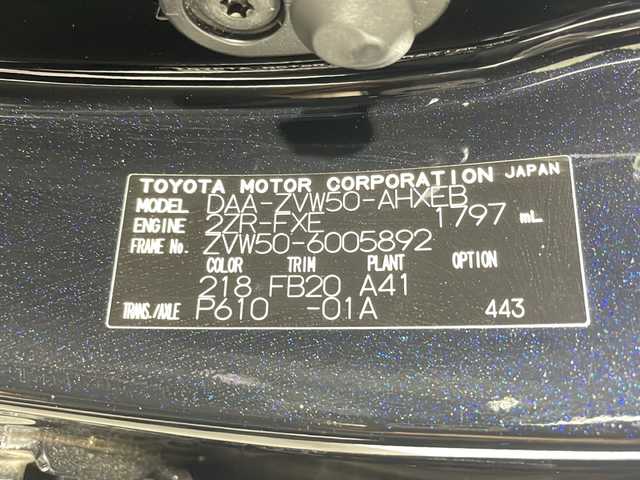 TOYOTA MOTOR CORPORATION JAPAN
MODEL DAA-ZVW50-AHXEB
ENGINE 2ZR-FXE 1797 mL
FRAME No. ZVW50-6005892
COLOR TRIM PLANT OPTION
218 FB20 A41
TRANS./AXLE P610 -01A 443